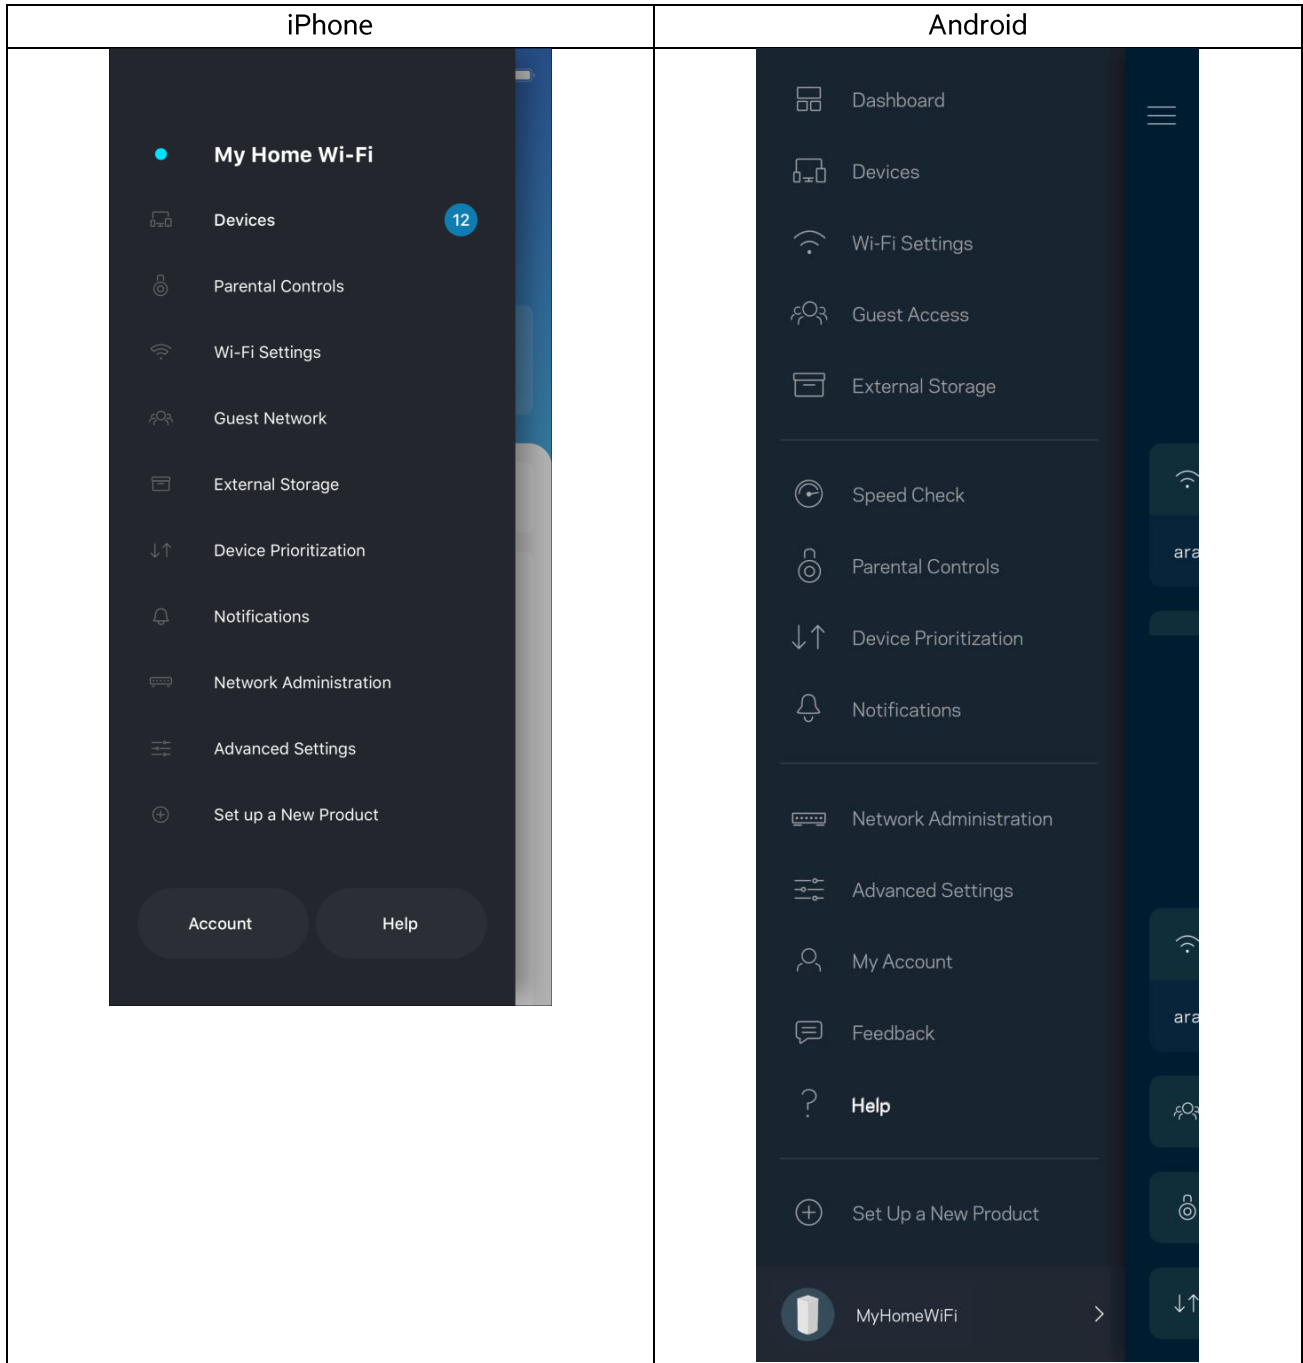 iPhone
Android
My Home Wi-Fi
Devices 12
Parental Controls
Wi-Fi Settings
Guest Network
External Storage
Device Prioritization
Notifications
Network Administration
Advanced Settings
Set up a New Product
Account Help
Dashboard
Devices
Wi-Fi Settings
Guest Access
External Storage
Speed Check
Parental Controls
Device Prioritization
Notifications
Network Administration
Advanced Settings
My Account
Feedback
Help
Set Up a New Product
MyHomeWiFi
ara
ara